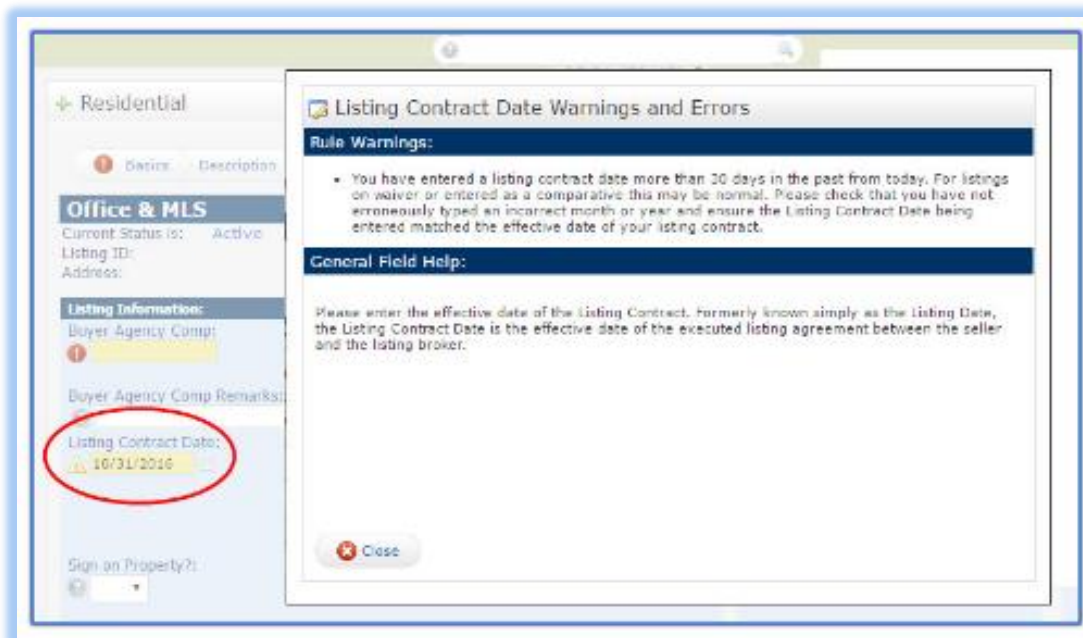 Residential
Basics Description
Office & MLS
Current Status is: Active
Listing ID:
Address:
Listing Information:
Buyer Agency Comp:
Buyer Agency Comp Remarks:
Listing Contract Date:
10/31/2016
Sign on Property?:
Listing Contract Date Warnings and Errors
Rule Warnings:
• You have entered a listing contract date more than 30 days in the past from today. For listings
on waiver or entered as a comparative this may be normal. Please check that you have not
erroneously typed an incorrect month or year and ensure the Listing Contract Date being
entered matched the effective date of your listing contract.
General Field Help:
Please enter the effective date of the Listing Contract. Formerly known simply as the Listing Date,
the Listing Contract Date is the effective date of the executed listing agreement between the seller
and the listing broker.
Close